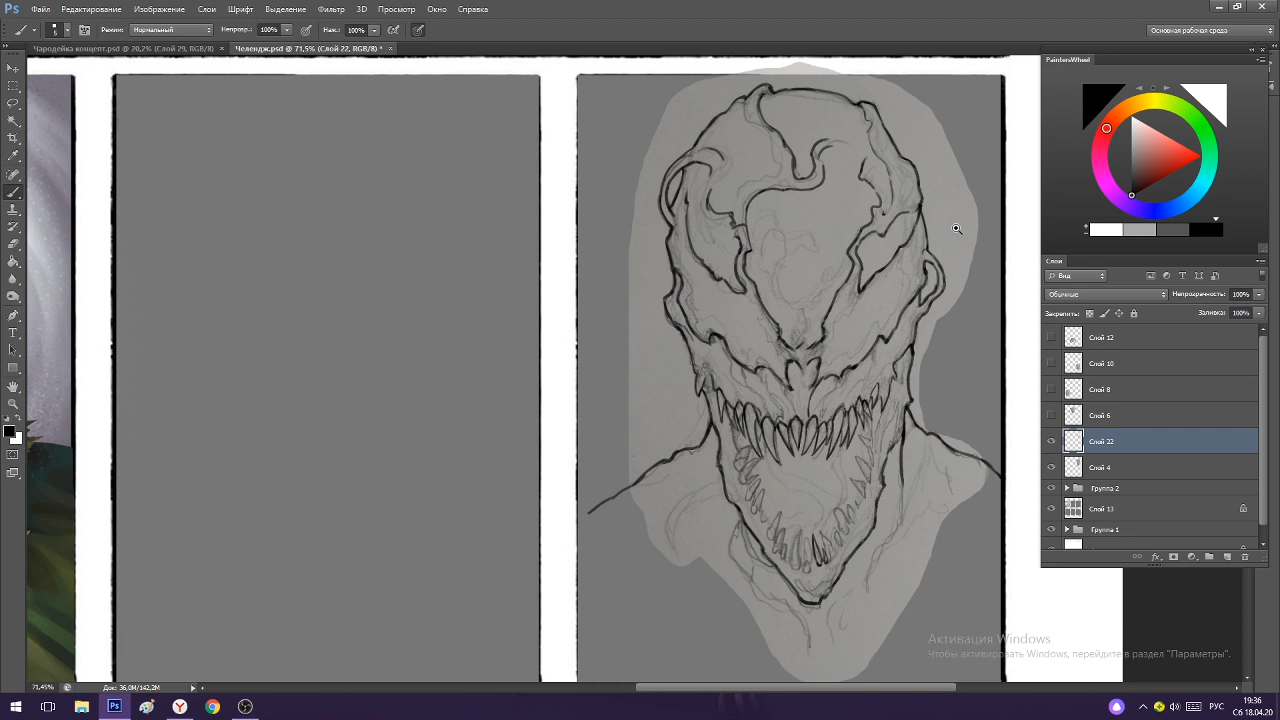 Ps Файл Редактирование Изображение Слои Шрифт Выделение Фильтр 3D Просмотр Окно Справка
5 Режим: Нормальный Непрозр.: 100% Наж.: 100% Основная рабочая среда
Чародейка концепт.psd @ 20,2% (Слой 29, RGB/8) × Челендж.psd @ 71,5% (Слой 22, RGB/8) * ×
PaintersWheel
Слои
Вид
Обычные Непрозрачность: 100%
Закрепить: Заливка: 100%
Слой 12
Слой 10
Слой 8
Слой 6
Слой 22
Слой 4
Группа 2
Слой 13
Группа 1
Активация Windows
Чтобы активировать Windows, перейдите в раздел "Параметры".
71,49% Док: 36,0M/142,2M
Ps РУС 19:36
Сб 18.04.20